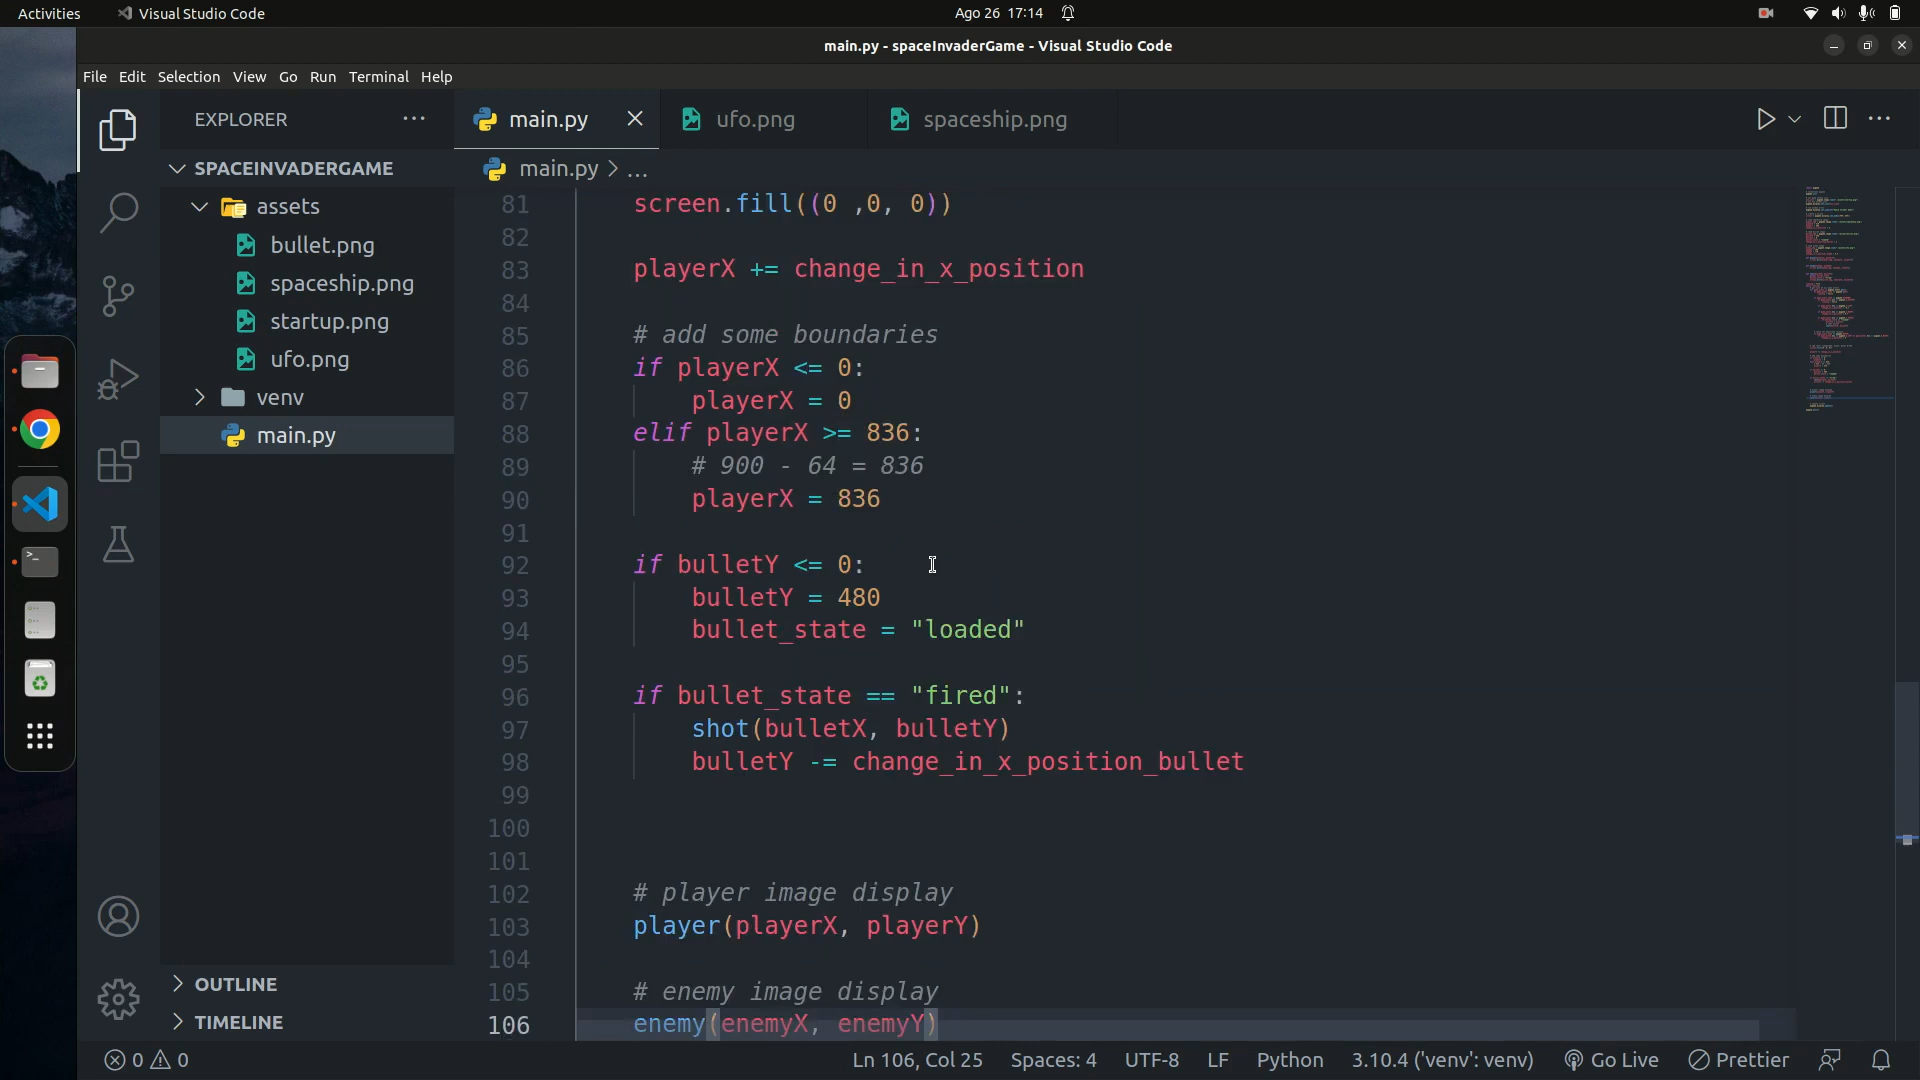 Activities
Visual Studio Code
Ago 26 17:14
main.py - spaceInvaderGame - Visual Studio Code
File Edit Selection View Go Run Terminal Help
EXPLORER
SPACEINVADERGAME
assets
bullet.png
spaceship.png
startup.png
ufo.png
venv
main.py
OUTLINE
TIMELINE
main.py
ufo.png
spaceship.png
main.py > ...
81 screen.fill((0 ,0, 0))
82
83 playerX += change_in_x_position
84
85 # add some boundaries
86 if playerX <= 0:
87 playerX = 0
88 elif playerX >= 836:
89 # 900 - 64 = 836
90 playerX = 836
91
92 if bulletY <= 0:
93 bulletY = 480
94 bullet_state = "loaded"
95
96 if bullet_state == "fired":
97 shot(bulletX, bulletY)
98 bulletY -= change_in_x_position_bullet
99
100
101
102 # player image display
103 player(playerX, playerY)
104
105 # enemy image display
106 enemy(enemyX, enemyY)
0 0
Ln 106, Col 25
Spaces: 4
UTF-8
LF
Python
3.10.4 ('venv': venv)
Go Live
Prettier